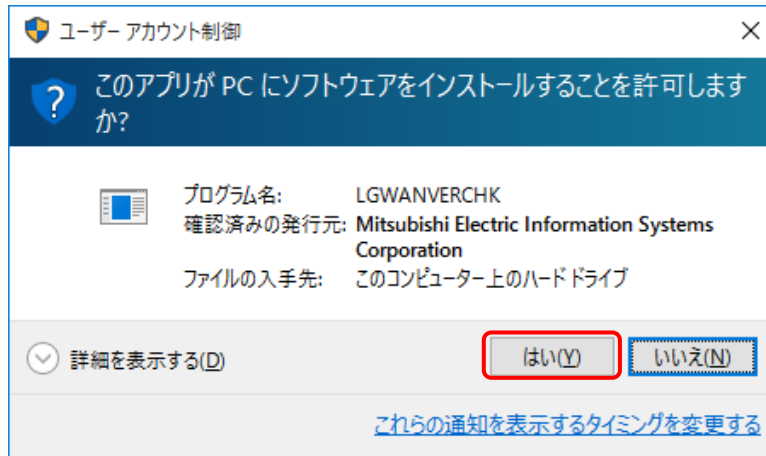 ユーザー アカウント制御
このアプリが PC にソフトウェアをインストールすることを許可します
か?
プログラム名: LGWANVERCHK
確認済みの発行元: Mitsubishi Electric Information Systems
Corporation
ファイルの入手先: このコンピューター上のハード ドライブ
詳細を表示する(D)
はい(Y) いいえ(N)
これらの通知を表示するタイミングを変更する